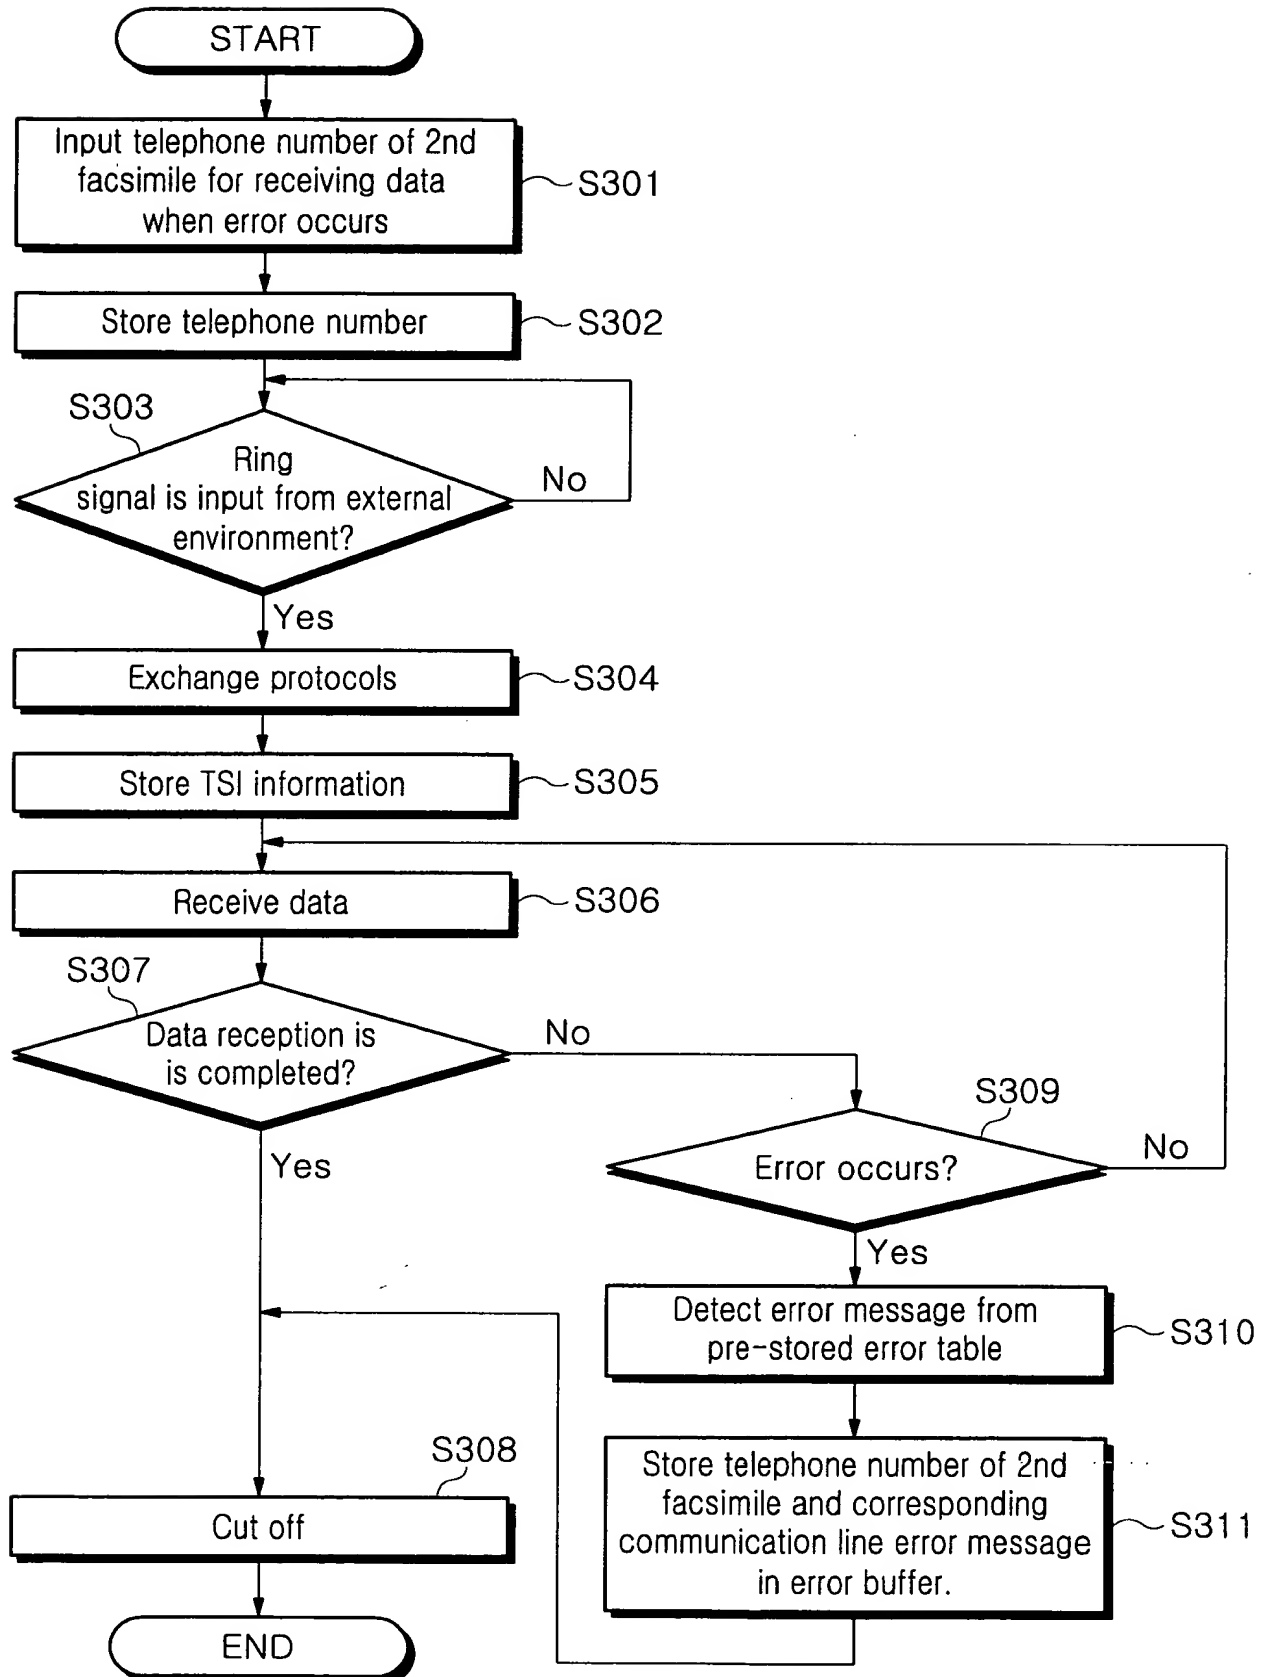 START
Input telephone number of 2nd
facsimile for receiving data
when error occurs
S301
Store telephone number
S302
S303
Ring
signal is input from external
environment?
No
Yes
Exchange protocols
S304
Store TSI information
S305
Receive data
S306
S307
Data reception is
is completed?
No
Yes
S309
Error occurs?
No
Yes
Detect error message from
pre-stored error table
S310
Store telephone number of 2nd
facsimile and corresponding
communication line error message
in error buffer.
S311
S308
Cut off
END